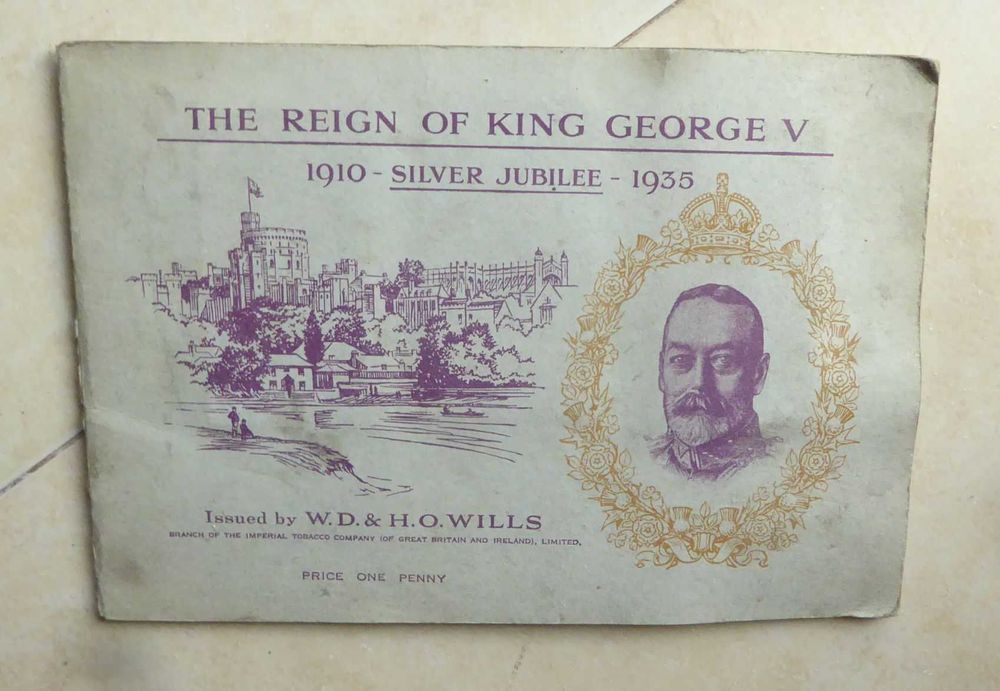 THE REIGN OF KING GEORGE V
1910 - SILVER JUBILEE - 1935
Issued by W.D. & H.O. WILLS
BRANCH OF THE IMPERIAL TOBACCO COMPANY (OF GREAT BRITAIN AND IRELAND), LIMITED.
PRICE ONE PENNY